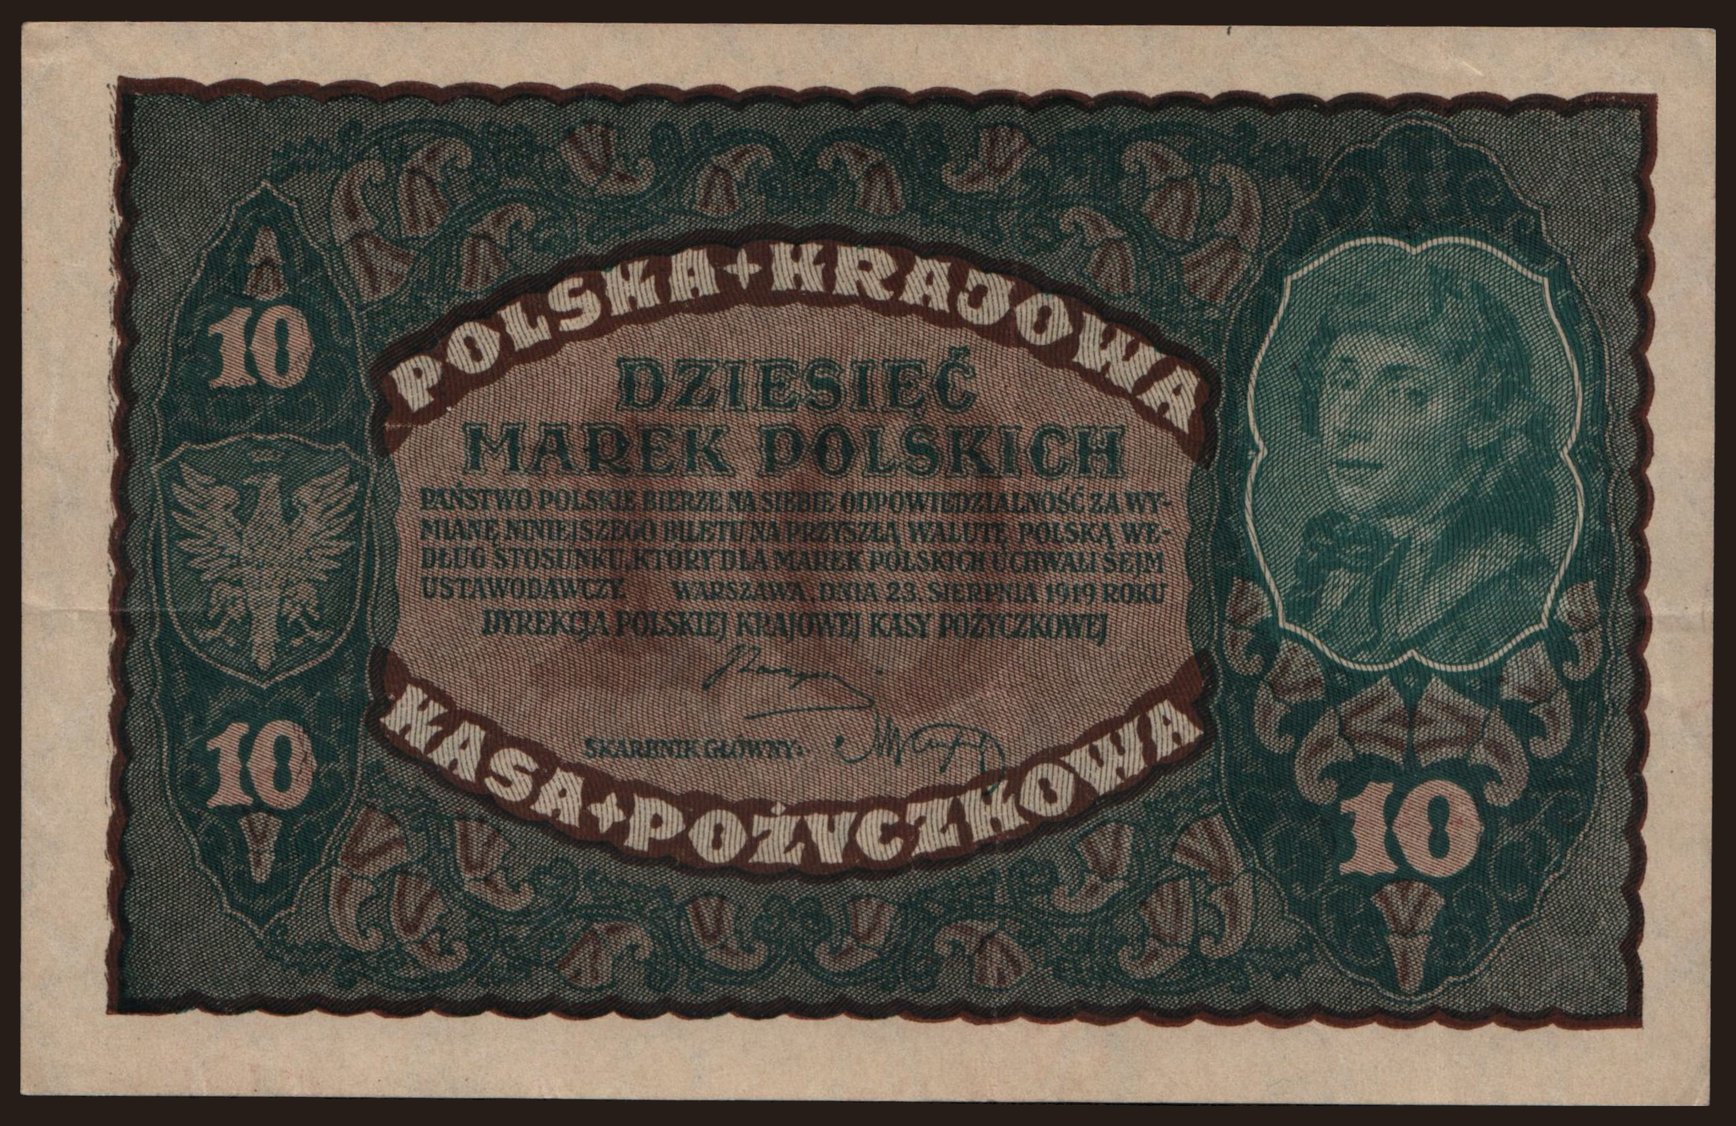 POLSKA + KRAJOWA
10
DZIESIĘĆ
MAREK POLSKICH
PAŃSTWO POLSKIE BIERZE NA SIEBIE ODPOWIEDZIALNOŚĆ ZA WY-
MIANĘ NINIEJSZEGO BILETU NA PRZYSZŁĄ WALUTĘ POLSKĄ WE-
DŁUG STOSUNKU, KTÓRY DLA MAREK POLSKICH UCHWALI SEJM
USTAWODAWCZY. WARSZAWA, DNIA 23. SIERPNIA 1919 ROKU
DYREKCJA POLSKIEJ KRAJOWEJ KASY POŻYCZKOWEJ
SKARBNIK GŁÓWNY:
10
KASA + POŻYCZKOWA
10